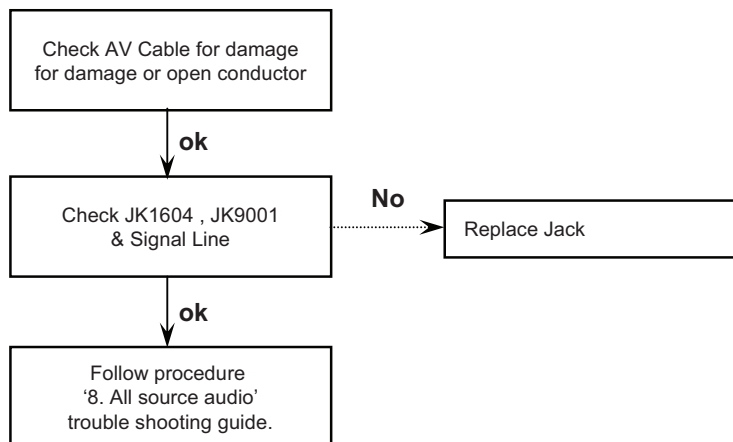 Check AV Cable for damage
for damage or open conductor
ok
Check JK1604 , JK9001
& Signal Line
No
Replace Jack
ok
Follow procedure
‘8. All source audio’
trouble shooting guide.